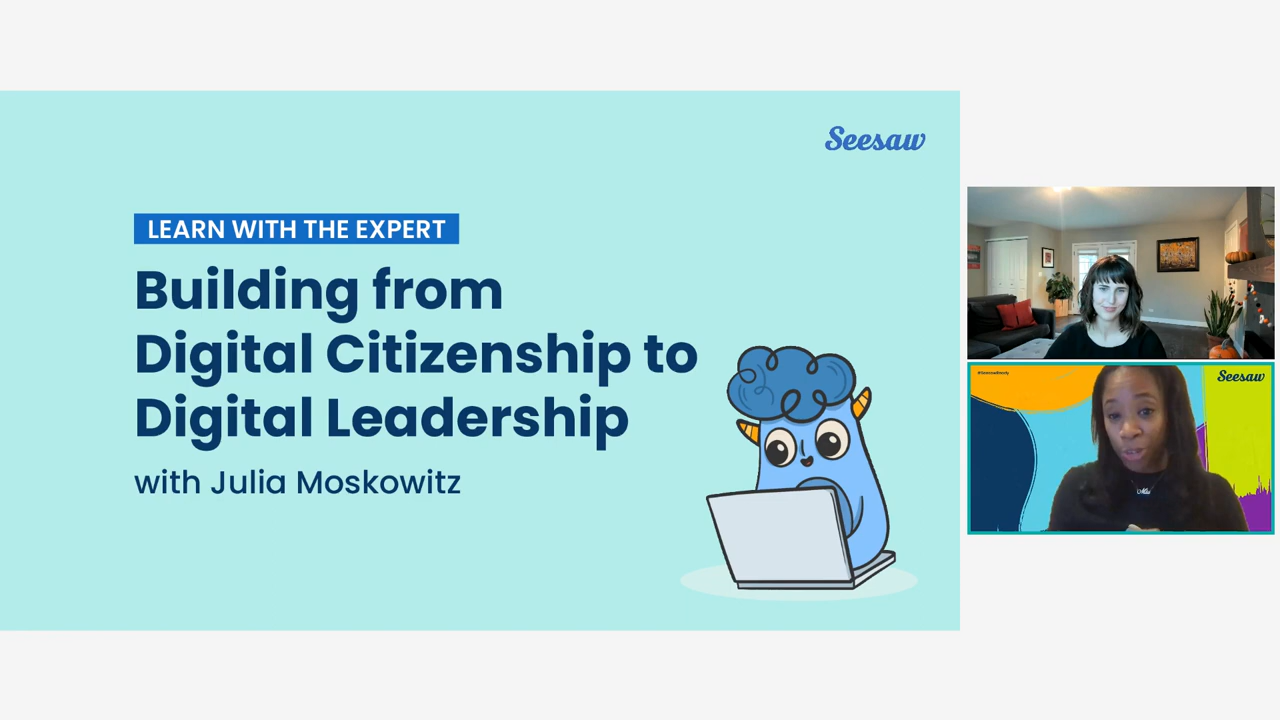 Seesaw
LEARN WITH THE EXPERT
Building from
Digital Citizenship to
Digital Leadership
with Julia Moskowitz
Seesaw